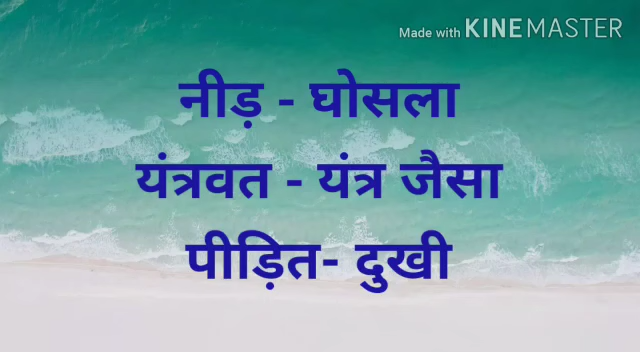 Made with KINEMASTER
नीड़ - घोसला
यंत्रवत - यंत्र जैसा
पीड़ित- दुखी